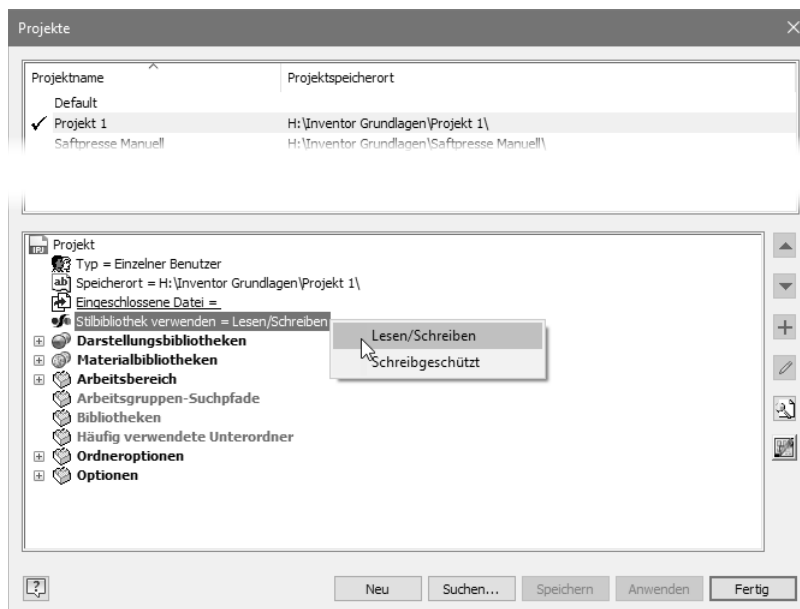 Projekte
Projektname Projektspeicherort
Default
Projekt 1 H:\Inventor Grundlagen\Projekt 1\
Saftpresse Manuell H:\Inventor Grundlagen\Saftpresse Manuell\
Projekt
Typ = Einzelner Benutzer
Speicherort = H:\Inventor Grundlagen\Projekt 1\
Eingeschlossene Datei =
Stilbibliothek verwenden = Lesen/Schreiben
Lesen/Schreiben
Darstellungsbibliotheken
Schreibgeschützt
Materialbibliotheken
Arbeitsbereich
Arbeitsgruppen-Suchpfade
Bibliotheken
Häufig verwendete Unterordner
Ordneroptionen
Optionen
Neu Suchen... Speichern Anwenden Fertig